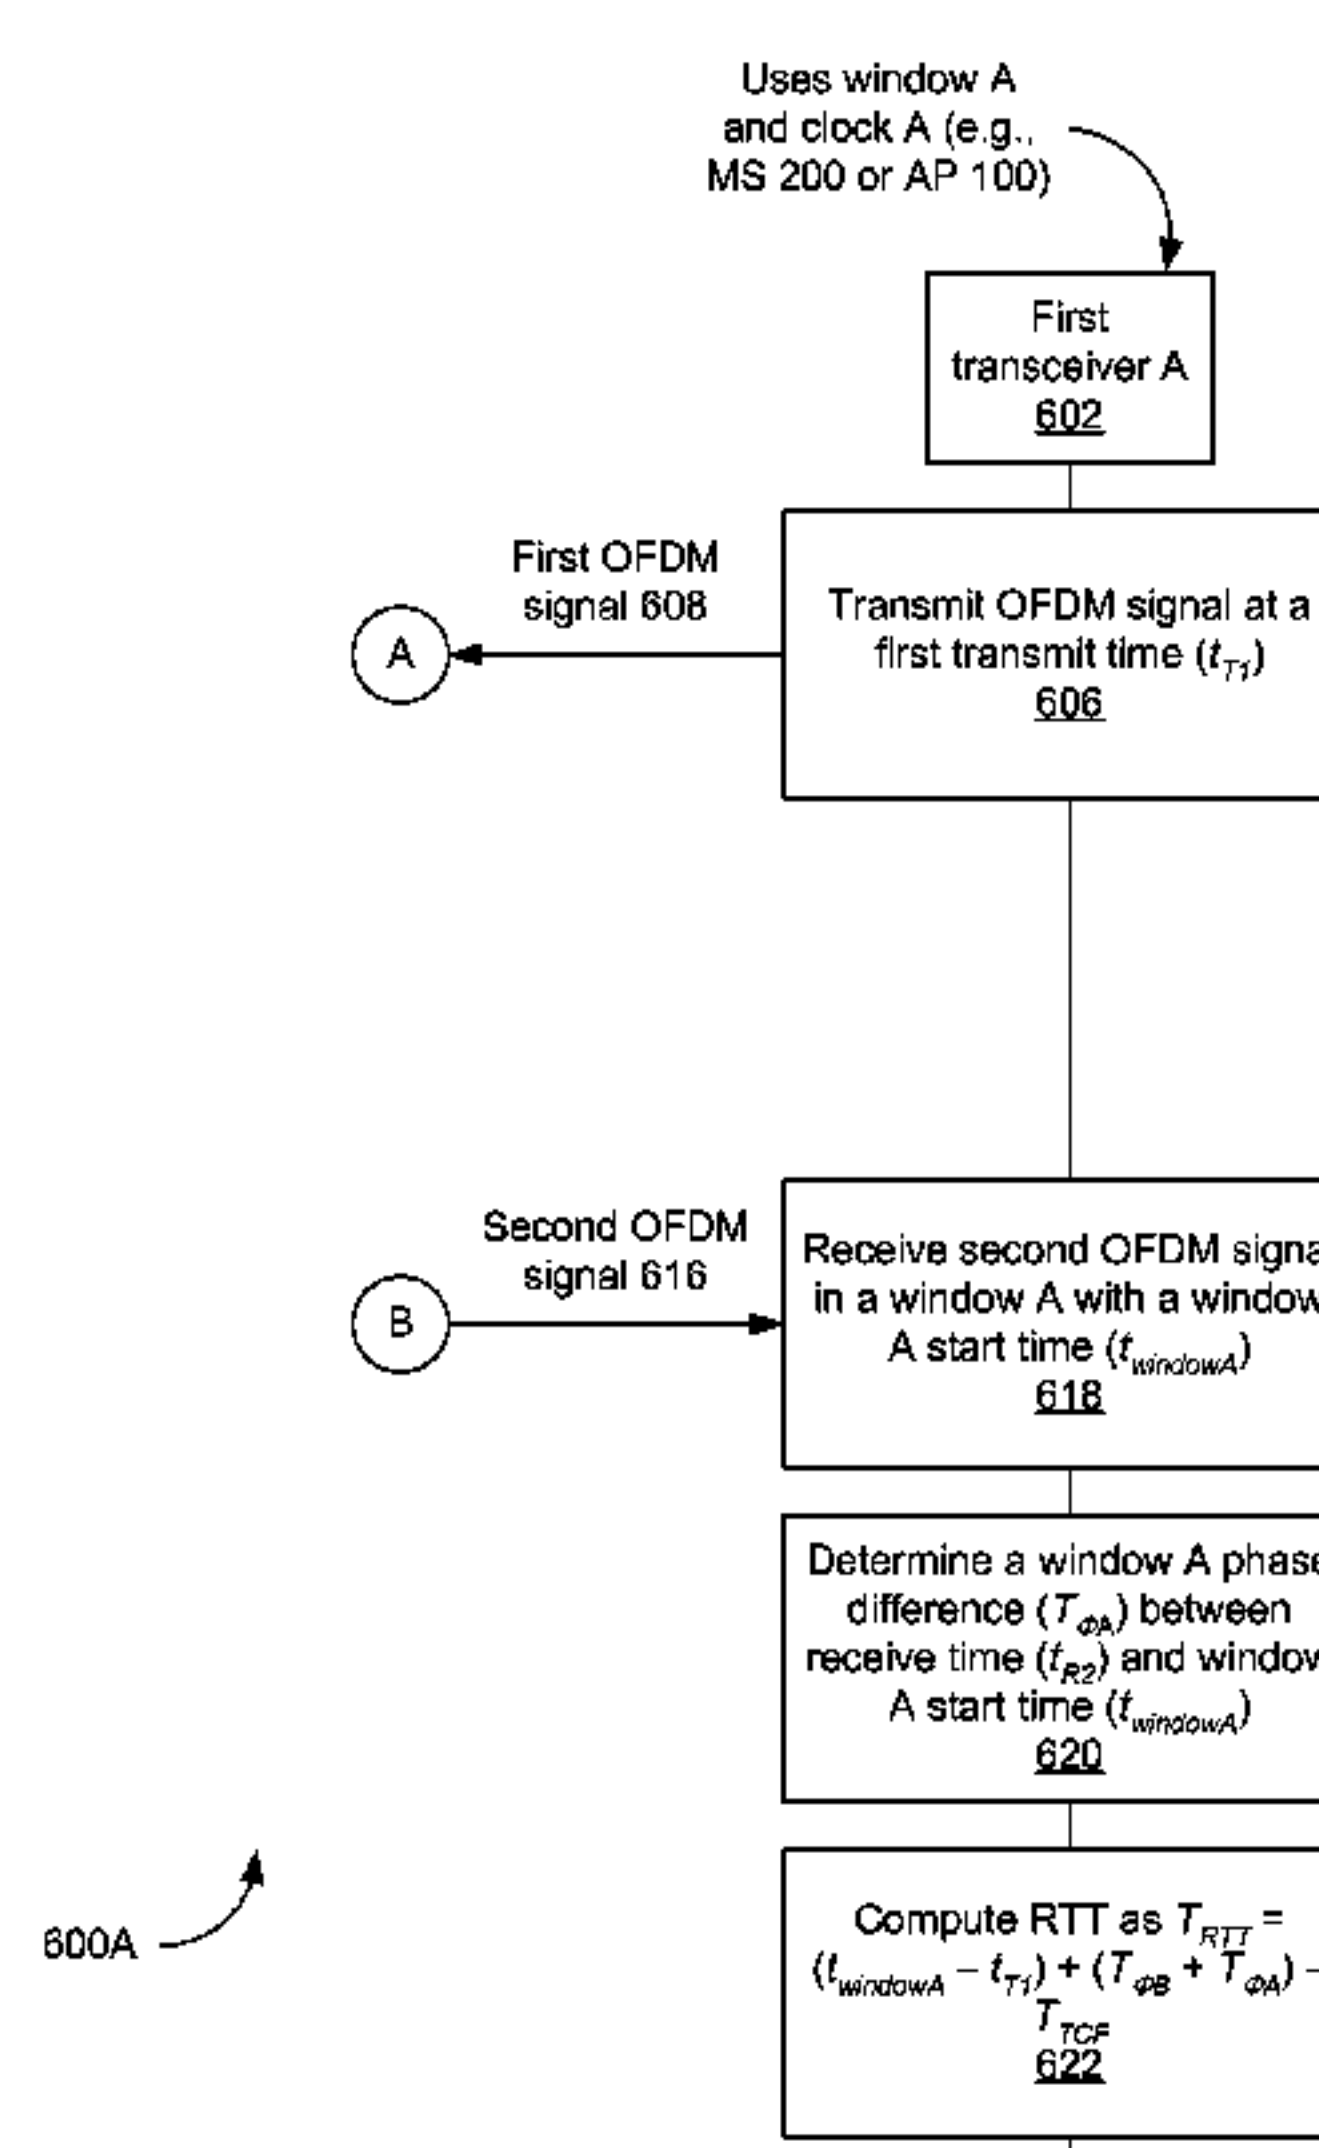 Uses window A
and clock A (e.g.,
MS 200 or AP 100)
First
transceiver A
602
First OFDM
signal 608
A
Transmit OFDM signal at a
first transmit time (tT1)
606
Second OFDM
signal 616
B
Receive second OFDM signa
in a window A with a window
A start time (twindowA)
618
Determine a window A phase
difference (TΦA) between
receive time (tR2) and window
A start time (twindowA)
620
600A
Compute RTT as TRTT =
(twindowA – tT1) + (TΦB + TΦA) –
TTCF
622